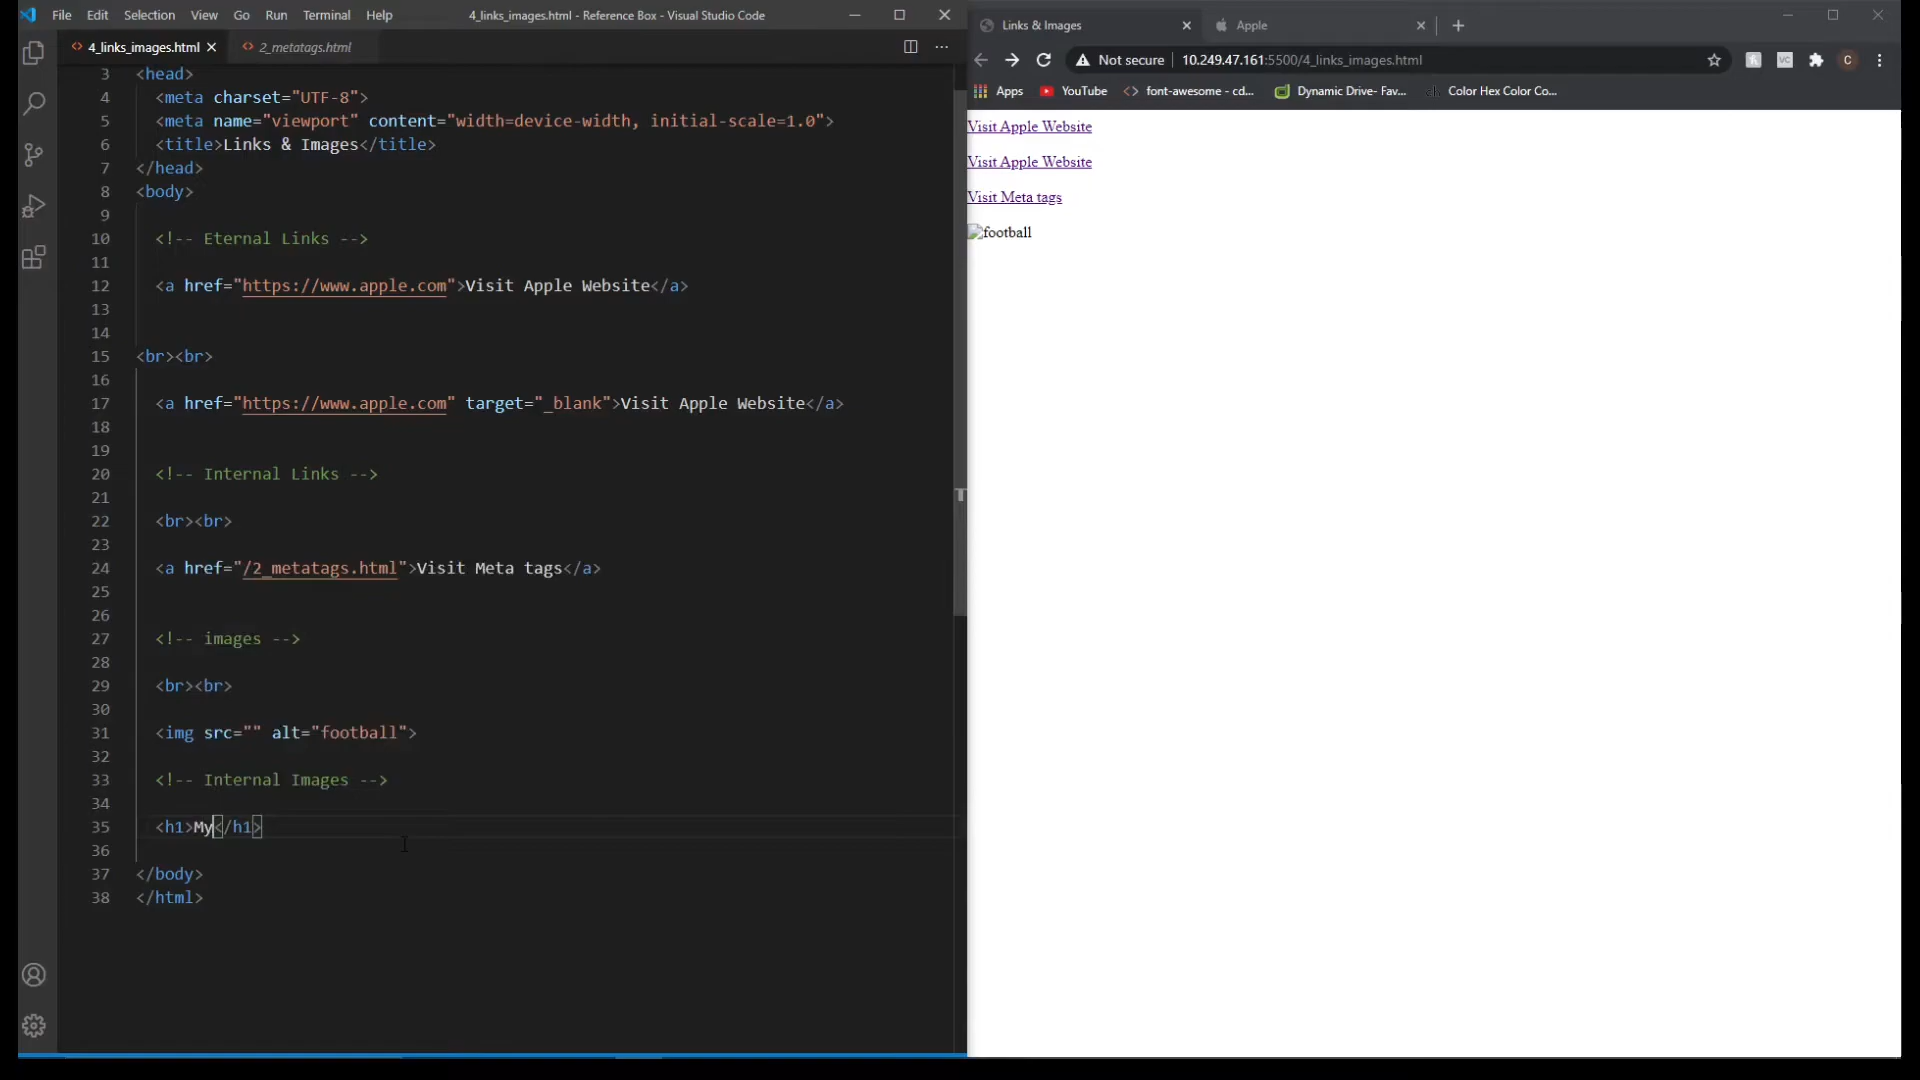 File Edit Selection View Go Run Terminal Help 4_links_images.html - Reference Box - Visual Studio Code
4_links_images.html 2_metatags.html
3 <head>
4 <meta charset="UTF-8">
5 <meta name="viewport" content="width=device-width, initial-scale=1.0">
6 <title>Links & Images</title>
7 </head>
8 <body>
9
10 <!-- Eternal Links -->
11
12 <a href="https://www.apple.com">Visit Apple Website</a>
13
14
15 <br><br>
16
17 <a href="https://www.apple.com" target="_blank">Visit Apple Website</a>
18
19
20 <!-- Internal Links -->
21
22 <br><br>
23
24 <a href="/2_metatags.html">Visit Meta tags</a>
25
26
27 <!-- images -->
28
29 <br><br>
30
31 <img src="" alt="football">
32
33 <!-- Internal Images -->
34
35 <h1>My</h1>
36
37 </body>
38 </html>
Links & Images Apple
Not secure 10.249.47.161:5500/4_links_images.html VC C
Apps YouTube font-awesome - cd... Dynamic Drive- Fav... Color Hex Color Co...
Visit Apple Website
Visit Apple Website
Visit Meta tags
football